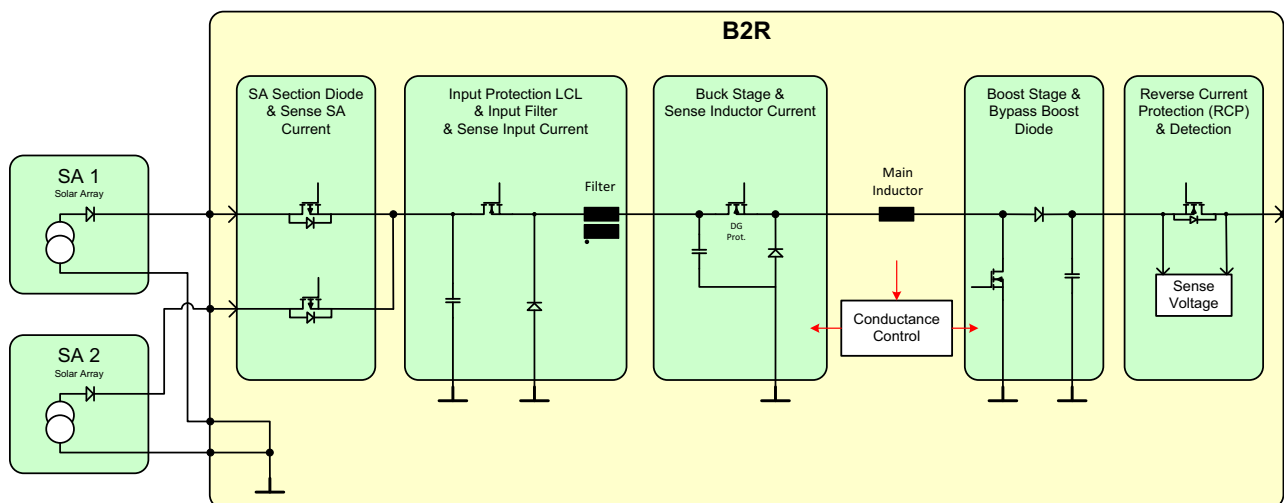 B2R
SA Section Diode
& Sense SA
Current
Input Protection LCL
& Input Filter
& Sense Input Current
Buck Stage &
Sense Inductor Current
Boost Stage &
Bypass Boost
Diode
Reverse Current
Protection (RCP)
& Detection
SA 1
Solar Array
Filter
Main
Inductor
DG
Prot.
Sense
Voltage
Conductance
Control
SA 2
Solar Array